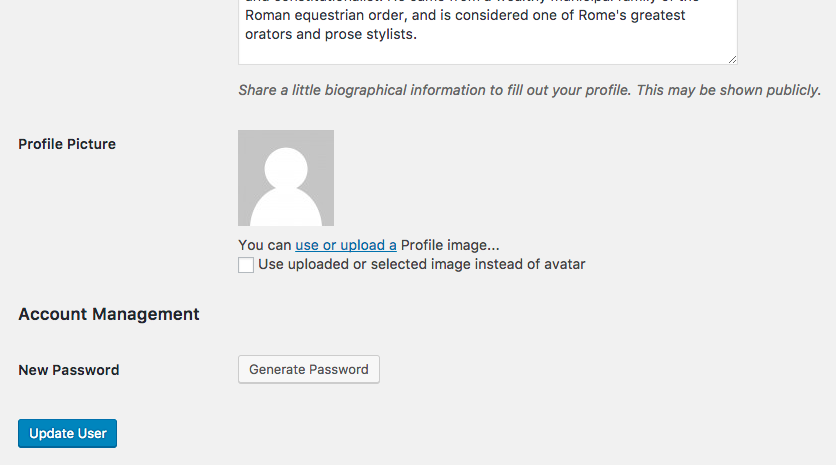 Roman equestrian order, and is considered one of Rome's greatest
orators and prose stylists.
Share a little biographical information to fill out your profile. This may be shown publicly.
Profile Picture
You can use or upload a Profile image...
Use uploaded or selected image instead of avatar
Account Management
New Password
Generate Password
Update User